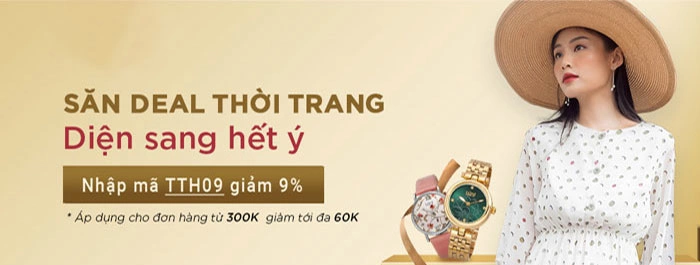 SĂN DEAL THỜI TRANG
Diện sang hết ý
Nhập mã TTH09 giảm 9%
* Áp dụng cho đơn hàng từ 300K giảm tới đa 60K